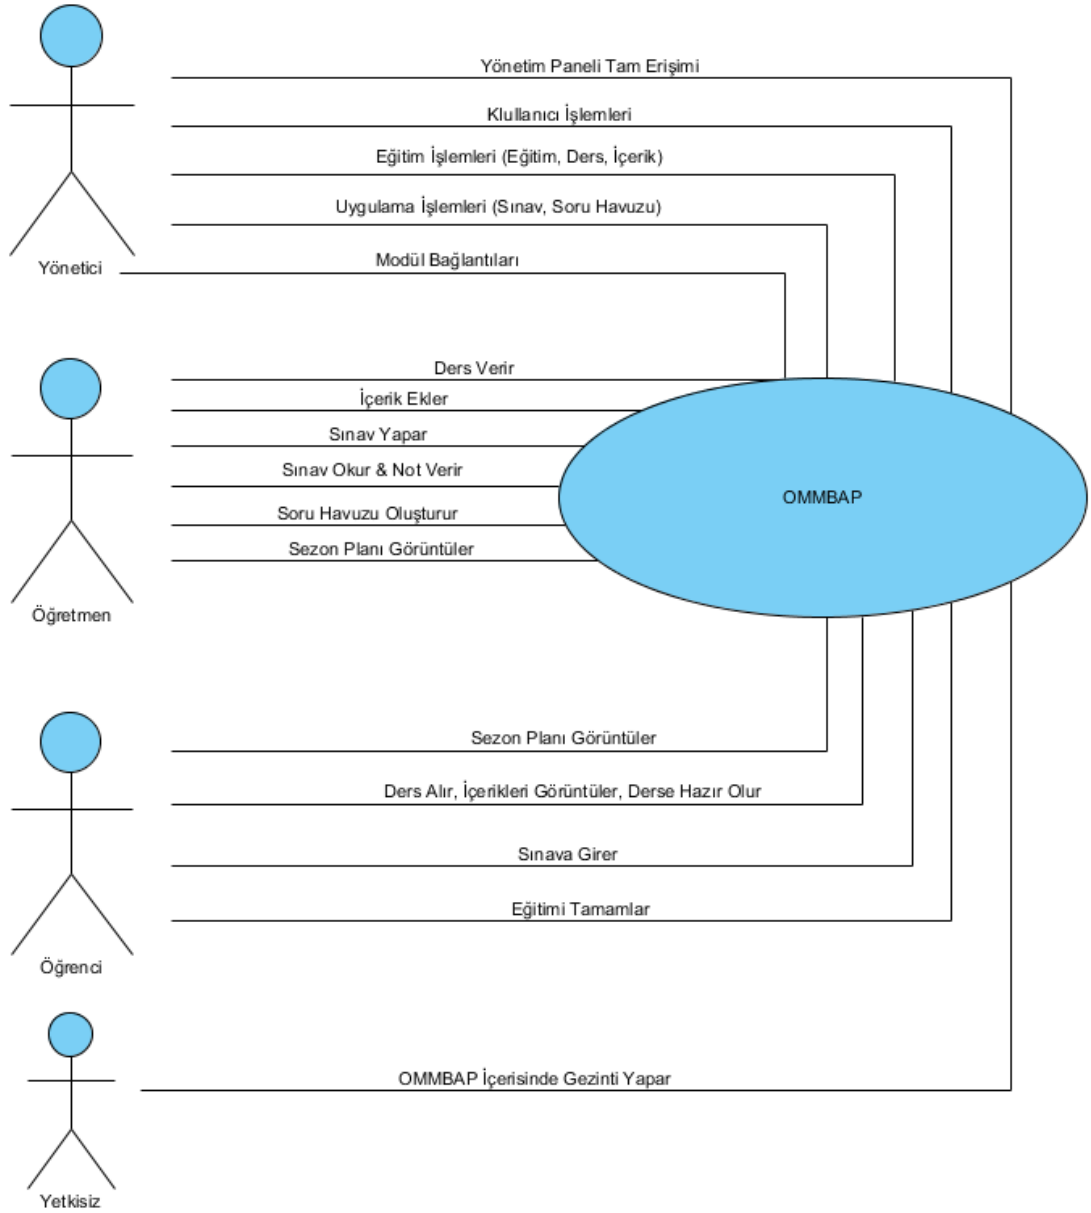 Yönetim Paneli Tam Erişimi
Klullanıcı İşlemleri
Eğitim İşlemleri (Eğitim, Ders, İçerik)
Uygulama İşlemleri (Sınav, Soru Havuzu)
Modül Bağlantıları
Yönetici
Ders Verir
İçerik Ekler
Sınav Yapar
Sınav Okur & Not Verir
Soru Havuzu Oluşturur
Sezon Planı Görüntüler
Öğretmen
OMMBAP
Sezon Planı Görüntüler
Ders Alır, İçerikleri Görüntüler, Derse Hazır Olur
Sınava Girer
Eğitimi Tamamlar
Öğrenci
OMMBAP İçerisinde Gezinti Yapar
Yetkisiz